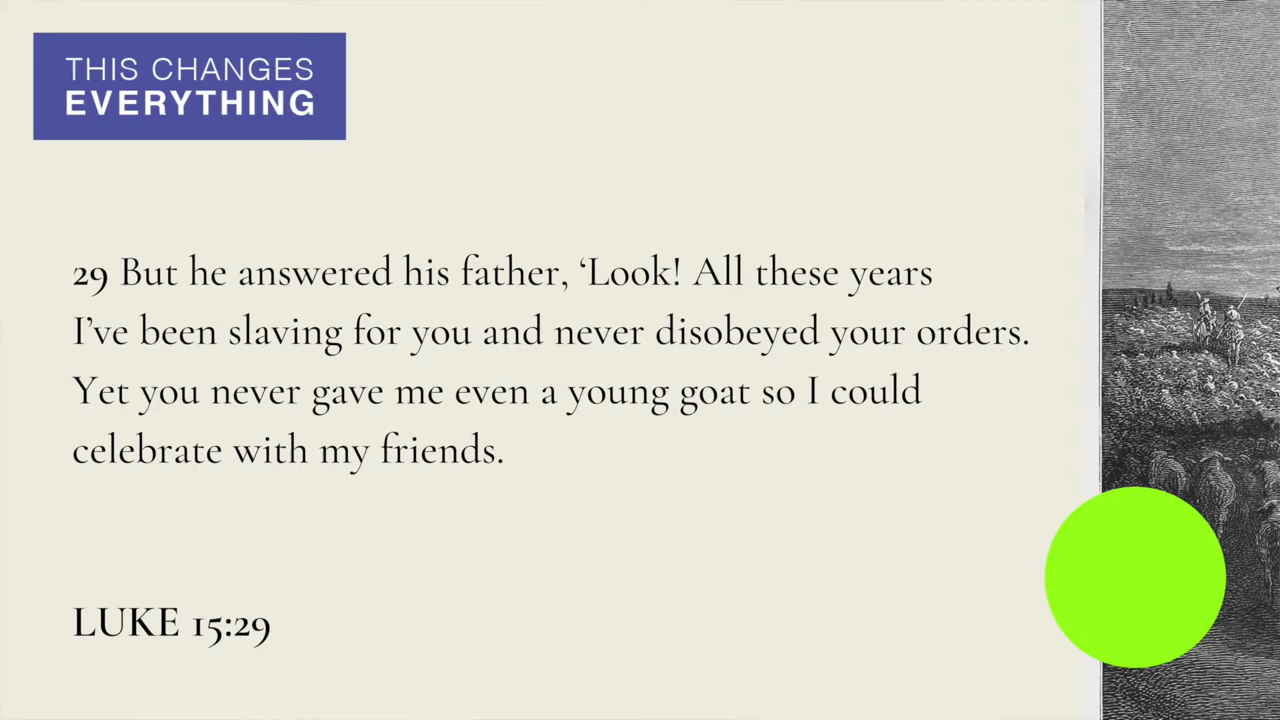 THIS CHANGES
EVERYTHING
29 But he answered his father, ‘Look! All these years
I’ve been slaving for you and never disobeyed your orders.
Yet you never gave me even a young goat so I could
celebrate with my friends.
LUKE 15:29